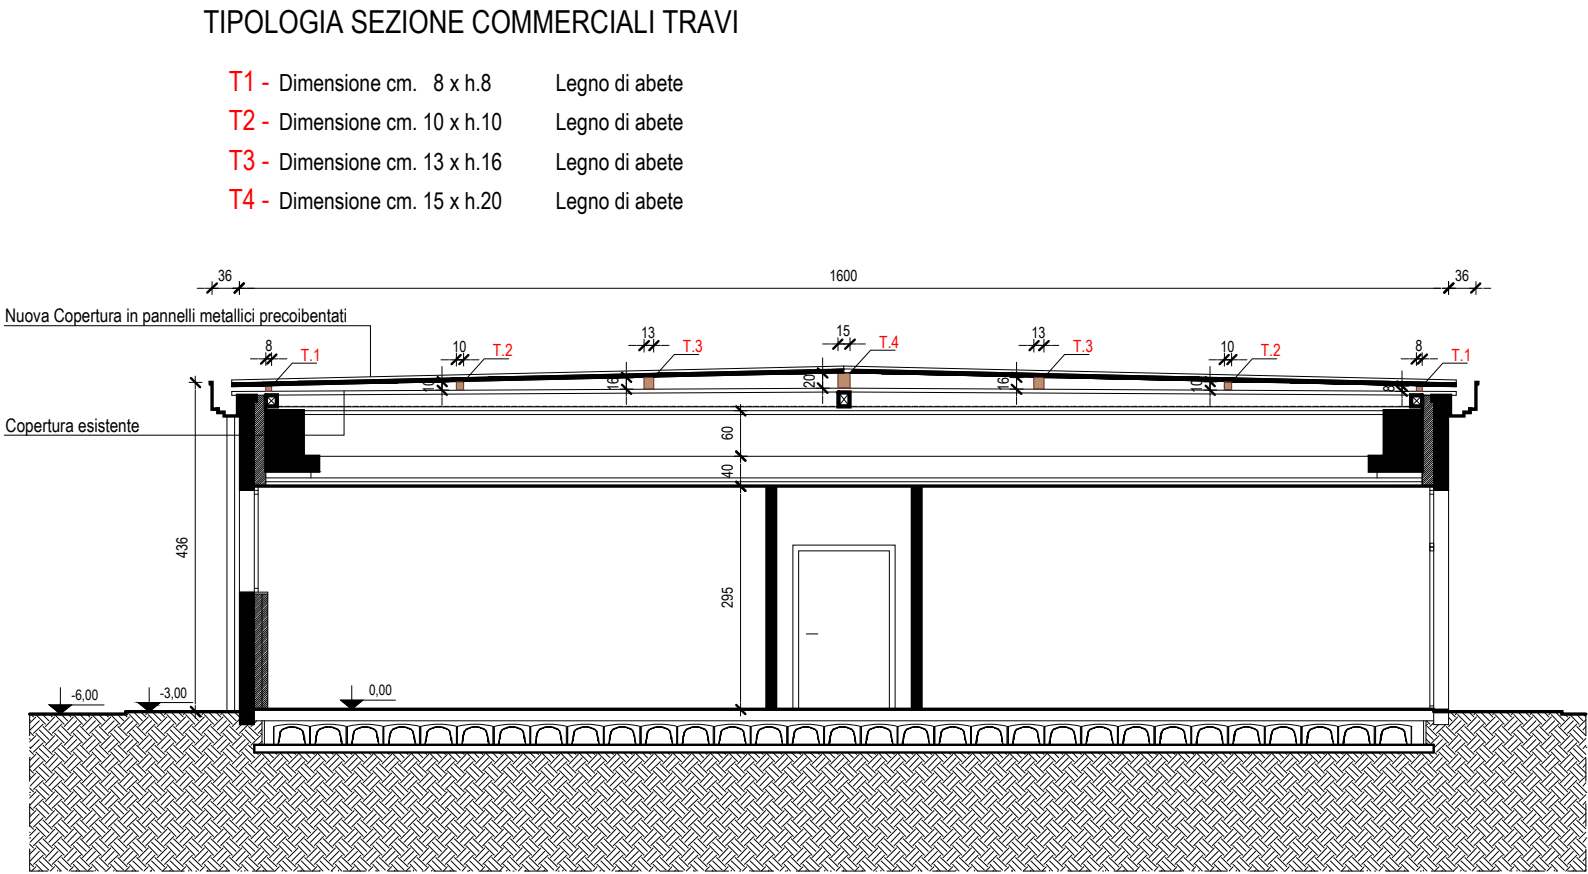 TIPOLOGIA SEZIONE COMMERCIALI TRAVI
T1 - Dimensione cm. 8 x h.8 Legno di abete
T2 - Dimensione cm. 10 x h.10 Legno di abete
T3 - Dimensione cm. 13 x h.16 Legno di abete
T4 - Dimensione cm. 15 x h.20 Legno di abete
36 1600 36
Nuova Copertura in pannelli metallici precoibentati
8 T.1 10 T.2 13 T.3 15 T.4 13 T.3 10 T.2 8 T.1
10 16 20 16 10 8
Copertura esistente
60
40
436
295
-6,00 -3,00 0,00